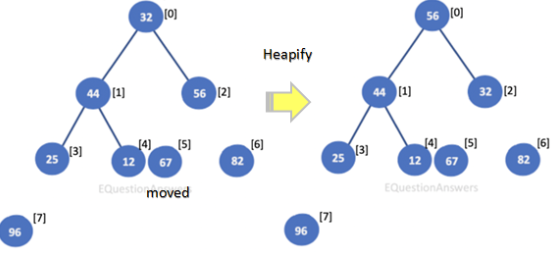 32 [0]
44 [1] 56 [2]
25 [3] 12 [4] 67 [5] 82 [6]
EQuestionAnswers
moved
96 [7]
Heapify
56 [0]
44 [1] 32 [2]
25 [3] 12 [4] 67 [5] 82 [6]
EQuestionAnswers
96 [7]